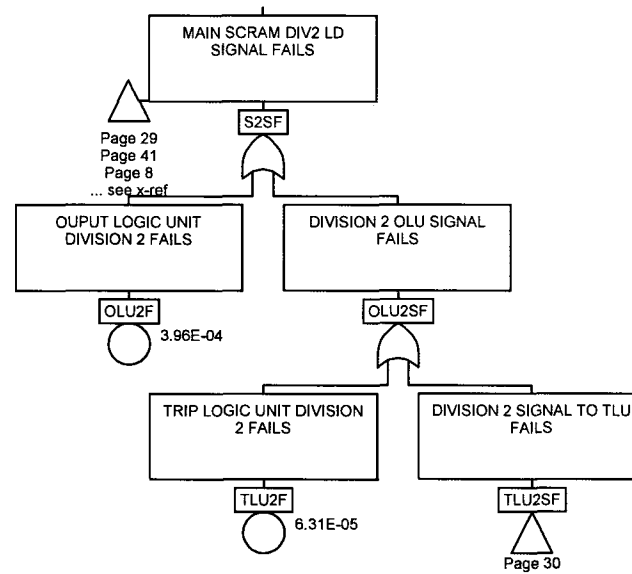 MAIN SCRAM DIV2 LD
SIGNAL FAILS
S2SF
Page 29
Page 41
Page 8
... see x-ref
OUPUT LOGIC UNIT
DIVISION 2 FAILS
DIVISION 2 OLU SIGNAL
FAILS
OLU2F
3.96E-04
OLU2SF
TRIP LOGIC UNIT DIVISION
2 FAILS
DIVISION 2 SIGNAL TO TLU
FAILS
TLU2F
6.31E-05
TLU2SF
Page 30